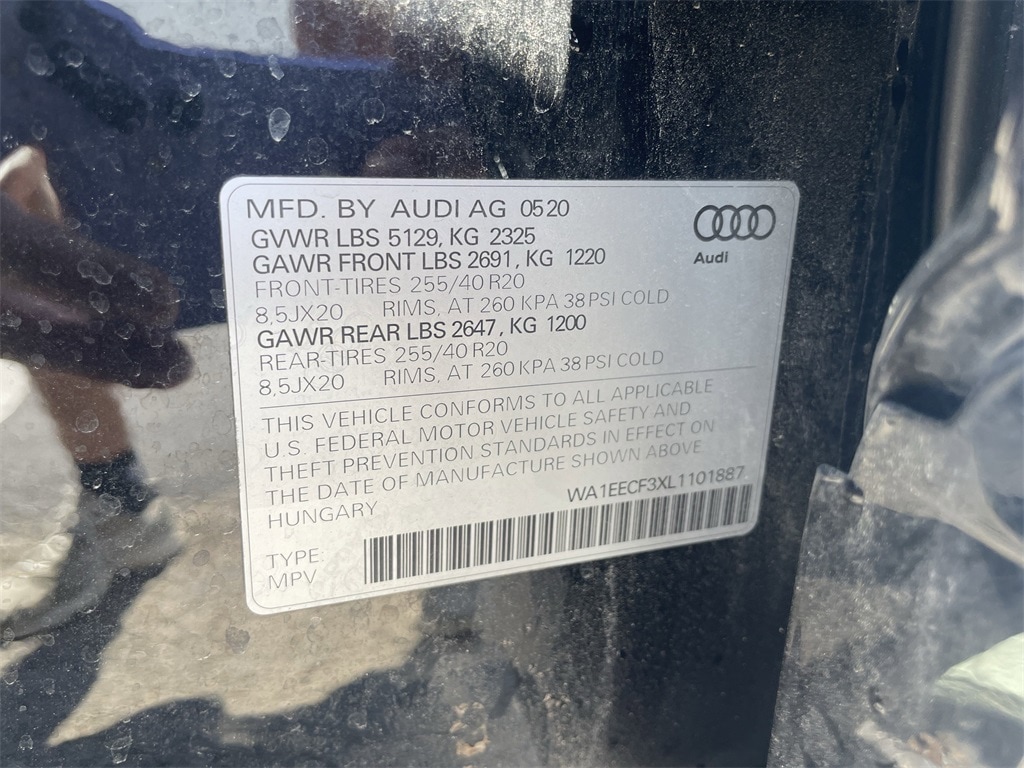 MFD. BY AUDI AG 0520
GVWR LBS 5129, KG 2325
GAWR FRONT LBS 2691, KG 1220
FRONT-TIRES 255/40 R20
8,5JX20 RIMS, AT 260 KPA 38 PSI COLD
GAWR REAR LBS 2647, KG 1200
REAR-TIRES 255/40 R20
8,5JX20 RIMS, AT 260 KPA 38 PSI COLD
Audi
THIS VEHICLE CONFORMS TO ALL APPLICABLE
U.S. FEDERAL MOTOR VEHICLE SAFETY AND
THEFT PREVENTION STANDARDS IN EFFECT ON
THE DATE OF MANUFACTURE SHOWN ABOVE
HUNGARY WA1EECF3XL1101887
TYPE:
MPV